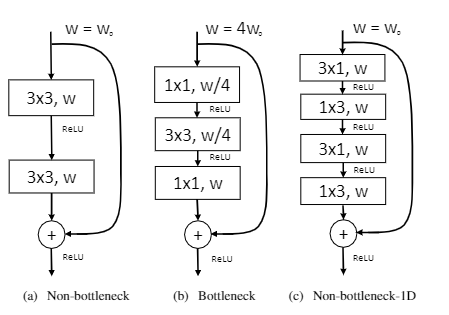 w = w₀
3x3, w
ReLU
3x3, w
+
ReLU
(a) Non-bottleneck
w = 4w₀
1x1, w/4
ReLU
3x3, w/4
ReLU
1x1, w
+
ReLU
(b) Bottleneck
w = w₀
3x1, w
ReLU
1x3, w
ReLU
3x1, w
ReLU
1x3, w
+
ReLU
(c) Non-bottleneck-1D